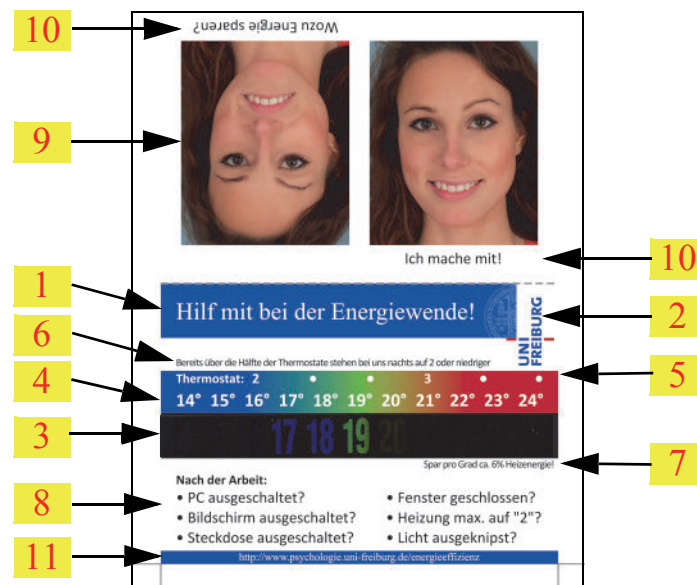 10
Wozu Energie sparen?
9
Ich mache mit!
10
1
Hilf mit bei der Energiewende!
2
UNI
FREIBURG
6
Bereits über die Hälfte der Thermostate stehen bei uns nachts auf 2 oder niedriger
5
Thermostat: 2 • • 3 • •
4
14° 15° 16° 17° 18° 19° 20° 21° 22° 23° 24°
3
17 18 19 20
Spar pro Grad ca. 6% Heizenergie!
7
Nach der Arbeit:
8
• PC ausgeschaltet?
• Bildschirm ausgeschaltet?
• Steckdose ausgeschaltet?
• Fenster geschlossen?
• Heizung max. auf "2"?
• Licht ausgeknipst?
11
http://www.psychologie.uni-freiburg.de/energieeffizienz